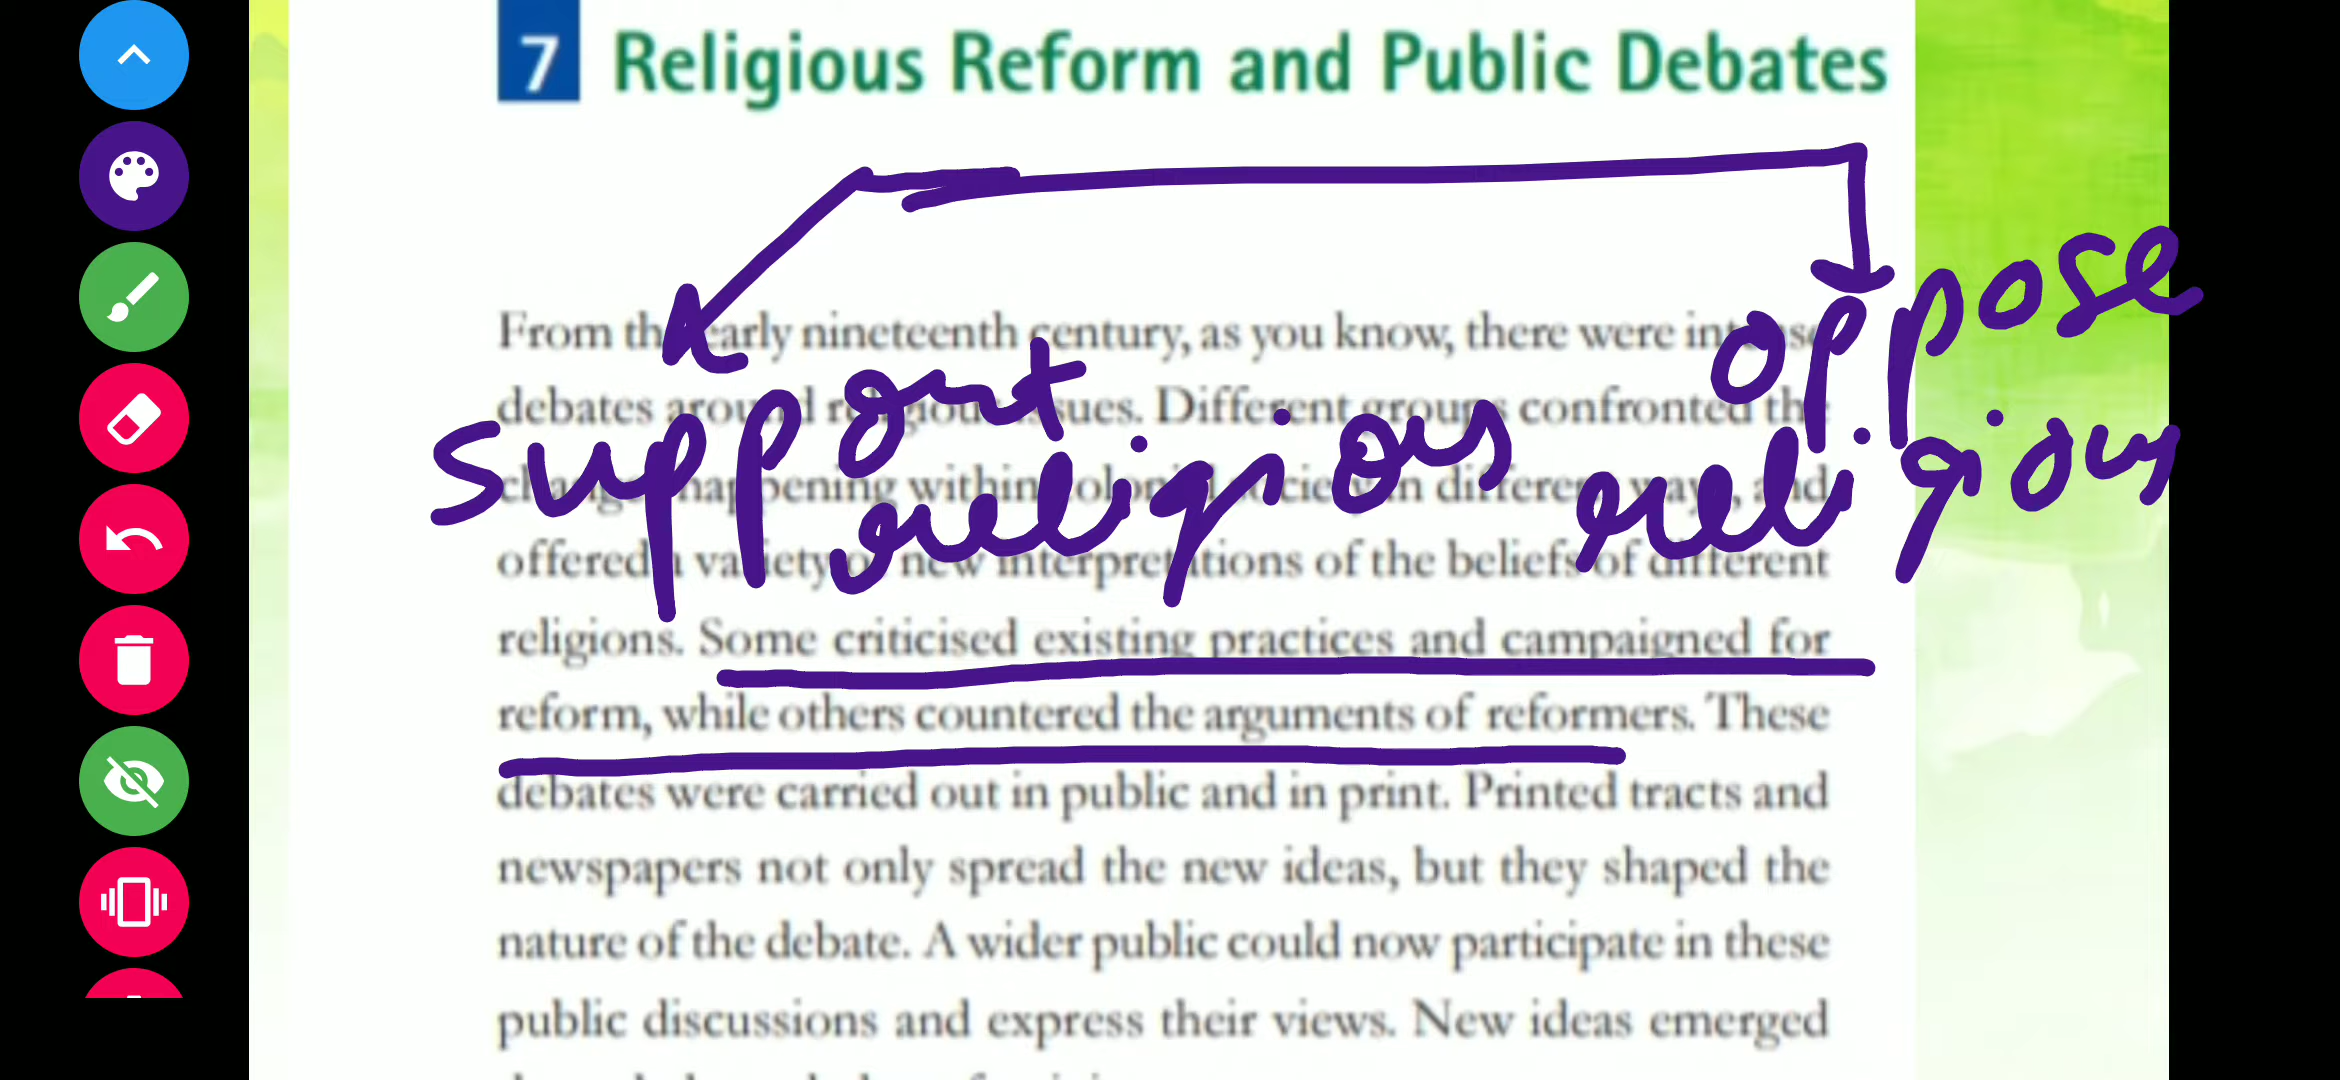 7 Religious Reform and Public Debates
oppose
support
religious religious
From the early nineteenth century, as you know, there were intense
debates around religious issues. Different groups confronted the
changes happening within colonial society in different ways, and
offered a variety of new interpretations of the beliefs of different
religions. Some criticised existing practices and campaigned for
reform, while others countered the arguments of reformers. These
debates were carried out in public and in print. Printed tracts and
newspapers not only spread the new ideas, but they shaped the
nature of the debate. A wider public could now participate in these
public discussions and express their views. New ideas emerged